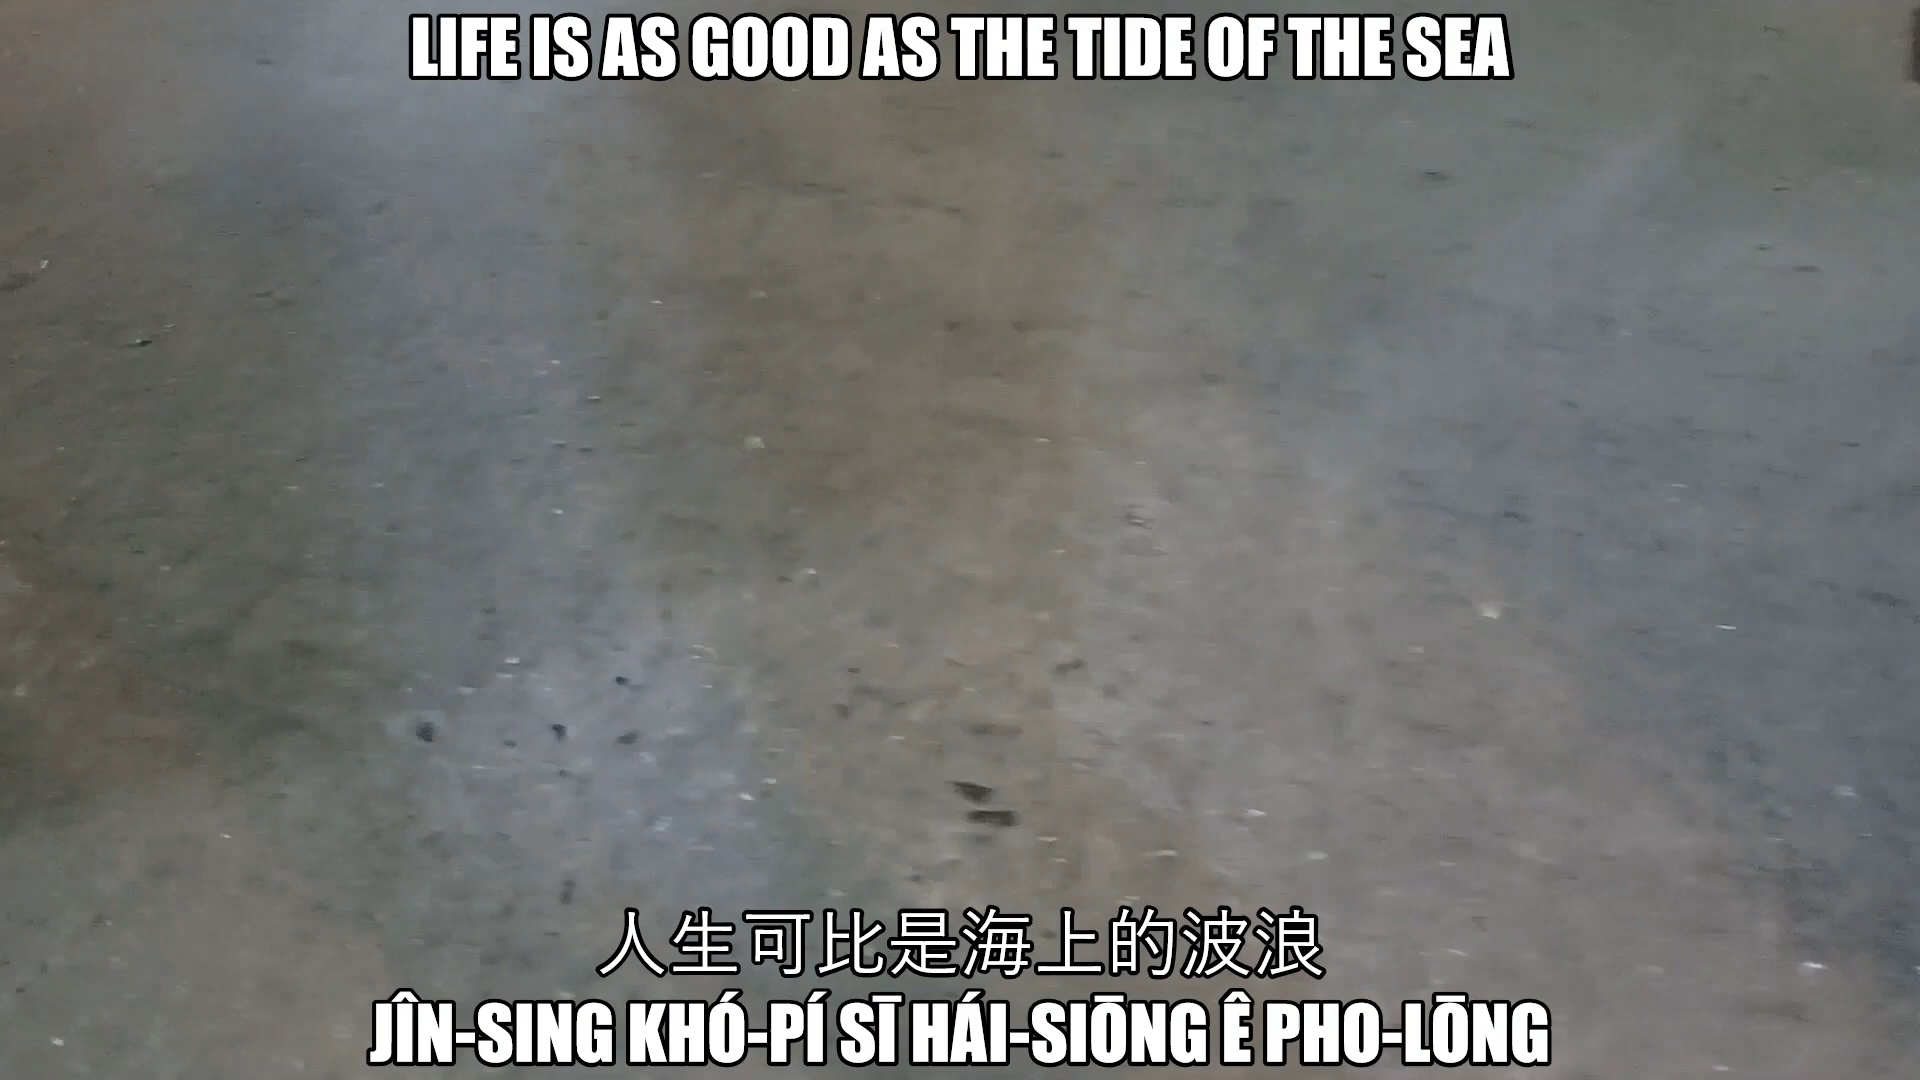 LIFE IS AS GOOD AS THE TIDE OF THE SEA
人生可比是海上的波浪
JÎN-SING KHÓ-PÍ SĪ HÁI-SIŌNG Ê PHO-LŌNG